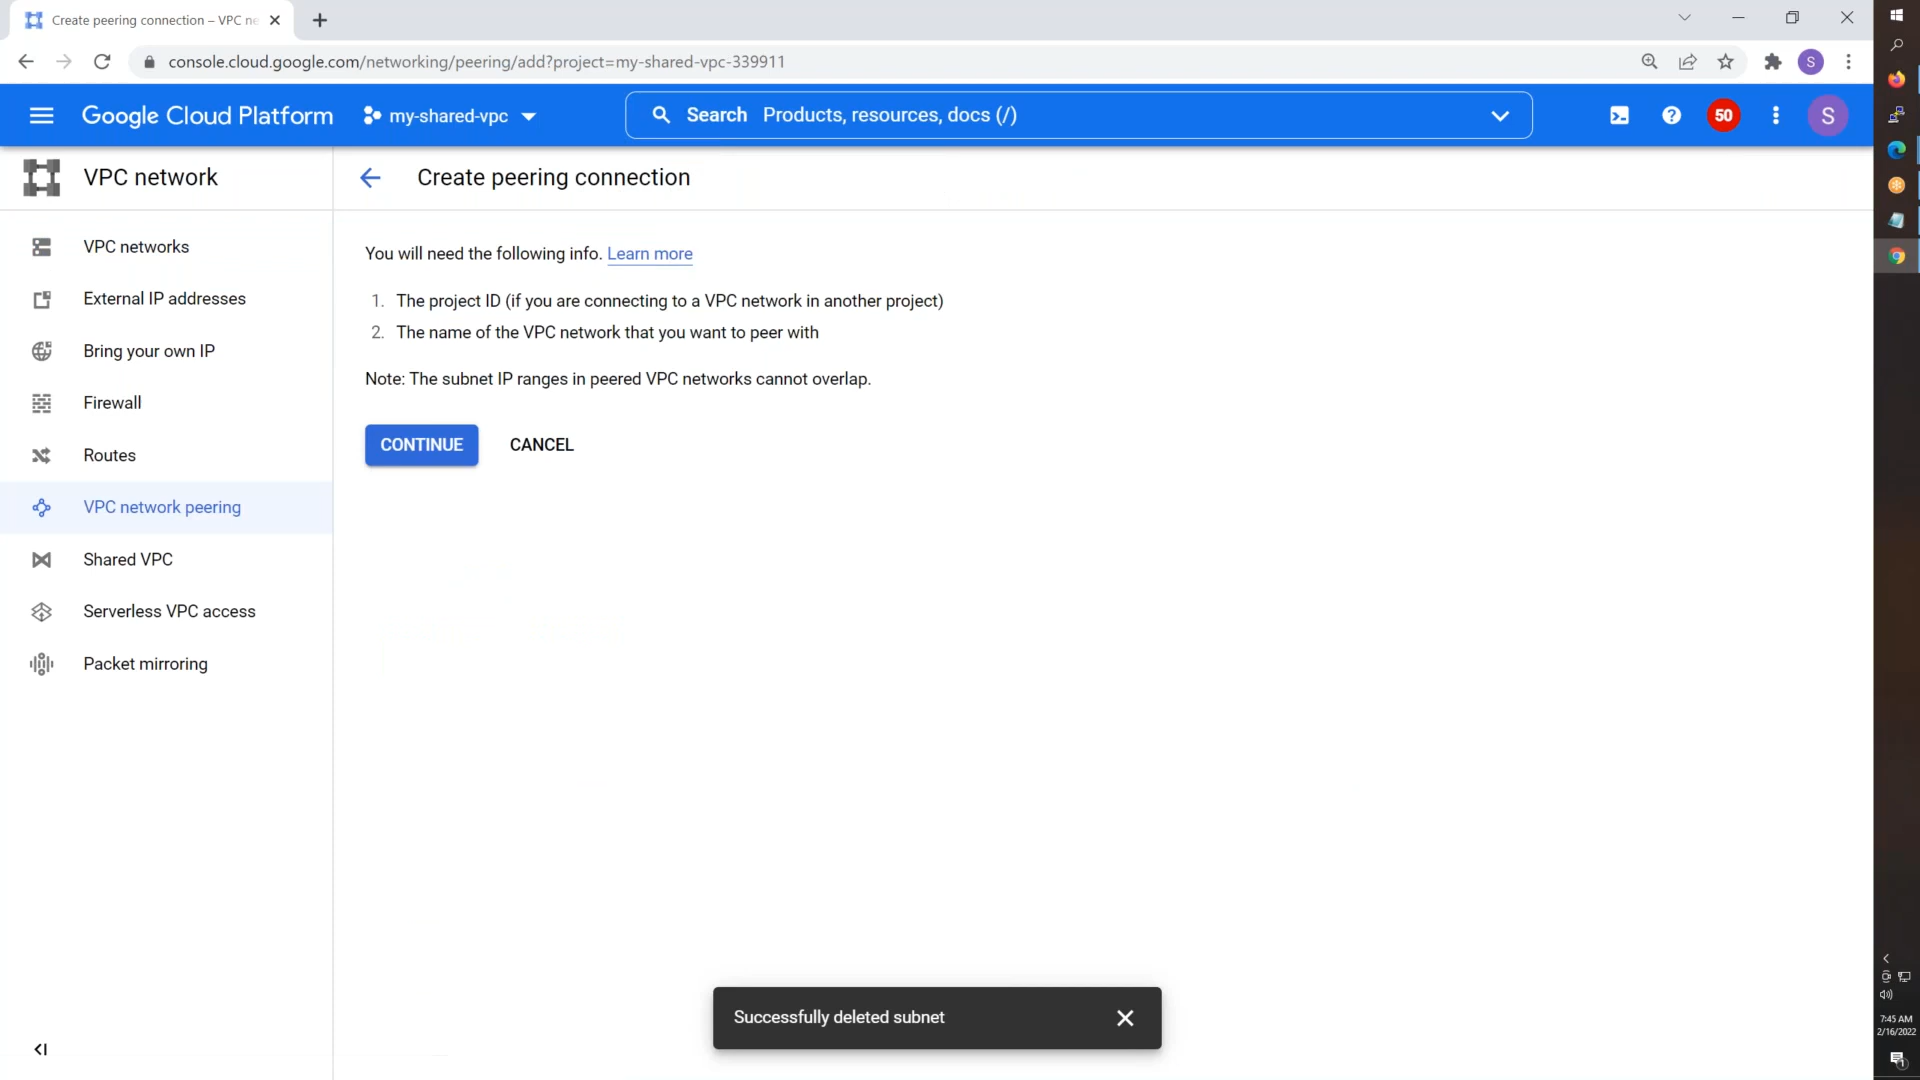 Create peering connection – VPC ne
console.cloud.google.com/networking/peering/add?project=my-shared-vpc-339911
S
Google Cloud Platform
my-shared-vpc
Search Products, resources, docs (/)
50
S
VPC network
Create peering connection
VPC networks
External IP addresses
Bring your own IP
Firewall
Routes
VPC network peering
Shared VPC
Serverless VPC access
Packet mirroring
You will need the following info. Learn more
1. The project ID (if you are connecting to a VPC network in another project)
2. The name of the VPC network that you want to peer with
Note: The subnet IP ranges in peered VPC networks cannot overlap.
CONTINUE CANCEL
Successfully deleted subnet
7:45 AM
2/16/2022
1